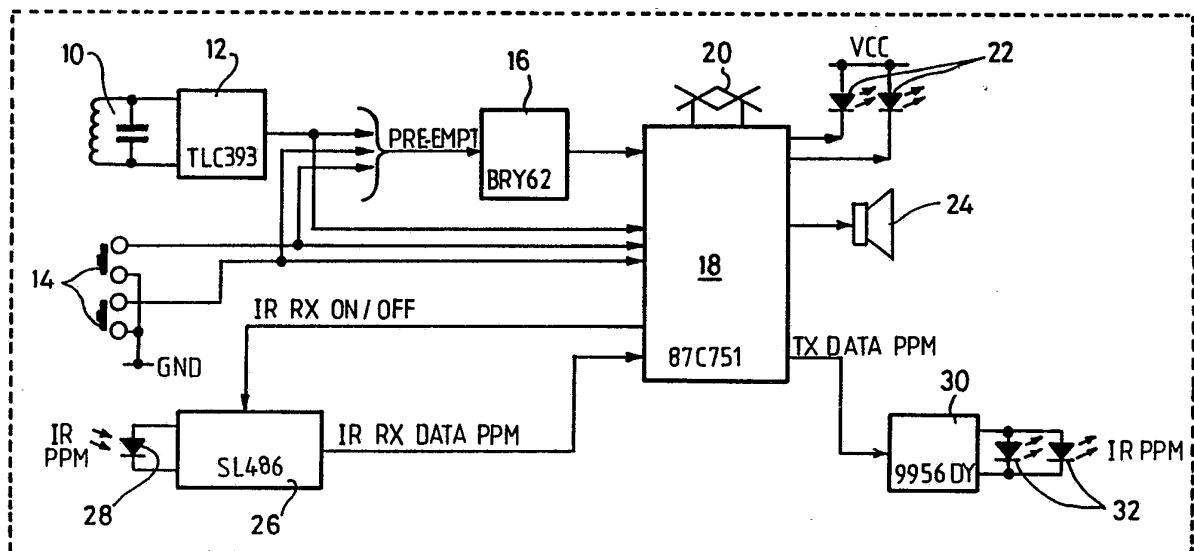 10
12
16
20
VCC
22
TLC393
PRE-EMPT
BRY62
14
18
24
IR RX ON/OFF
87C751
TX DATA PPM
GND
30
IR
PPM
SL486
IR RX DATA PPM
9956 DY
IR PPM
28
26
32